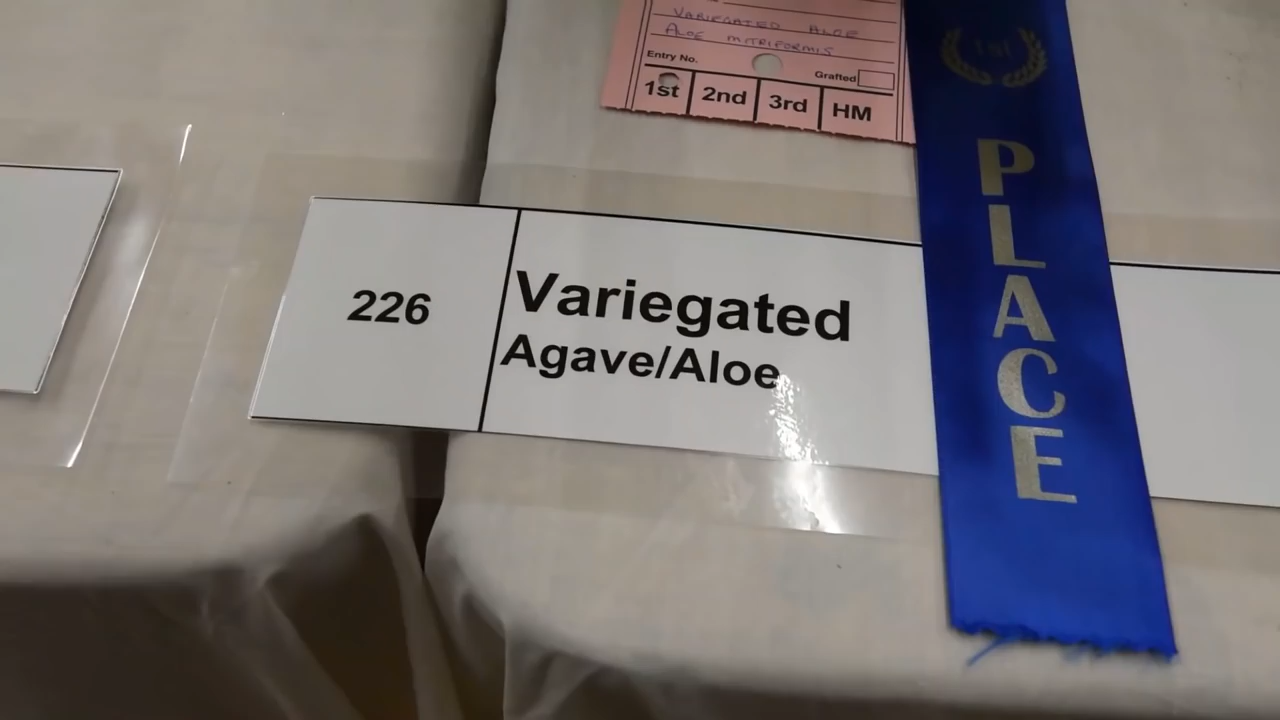 VARIEGATED ALOE
ALOE MITRIFORMIS
Entry No.
Grafted
1st 2nd 3rd HM
1st
PLACE
226
Variegated
Agave/Aloe